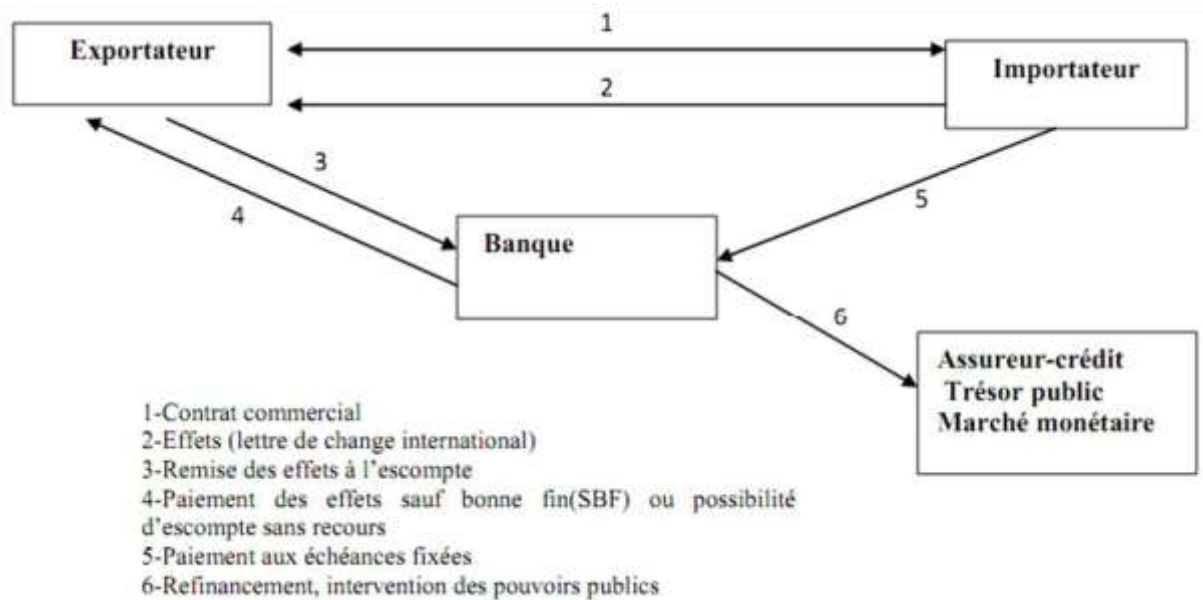 1
Exportateur
Importateur
2
3
4
5
Banque
6
Assureur-crédit
Trésor public
Marché monétaire
1-Contrat commercial
2-Effets (lettre de change international)
3-Remise des effets à l’escompte
4-Paiement des effets sauf bonne fin(SBF) ou possibilité
d’escompte sans recours
5-Paiement aux échéances fixées
6-Refinancement, intervention des pouvoirs publics